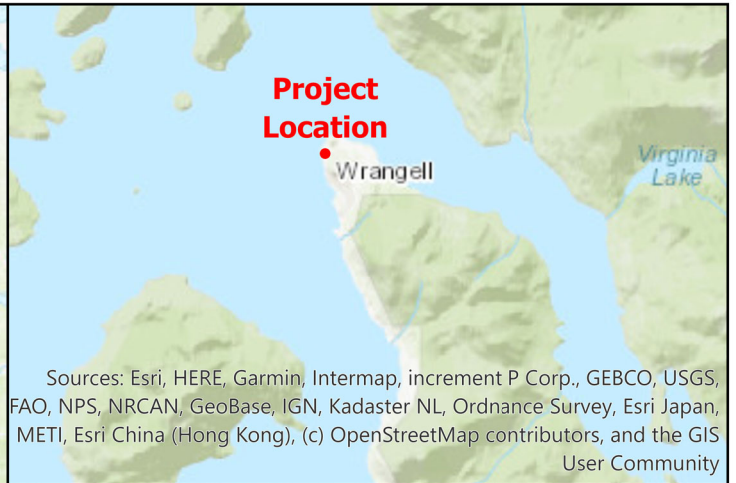 Project
Location
Wrangell
Virginia
Lake
Sources: Esri, HERE, Garmin, Intermap, increment P Corp., GEBCO, USGS,
FAO, NPS, NRCAN, GeoBase, IGN, Kadaster NL, Ordnance Survey, Esri Japan,
METI, Esri China (Hong Kong), (c) OpenStreetMap contributors, and the GIS
User Community